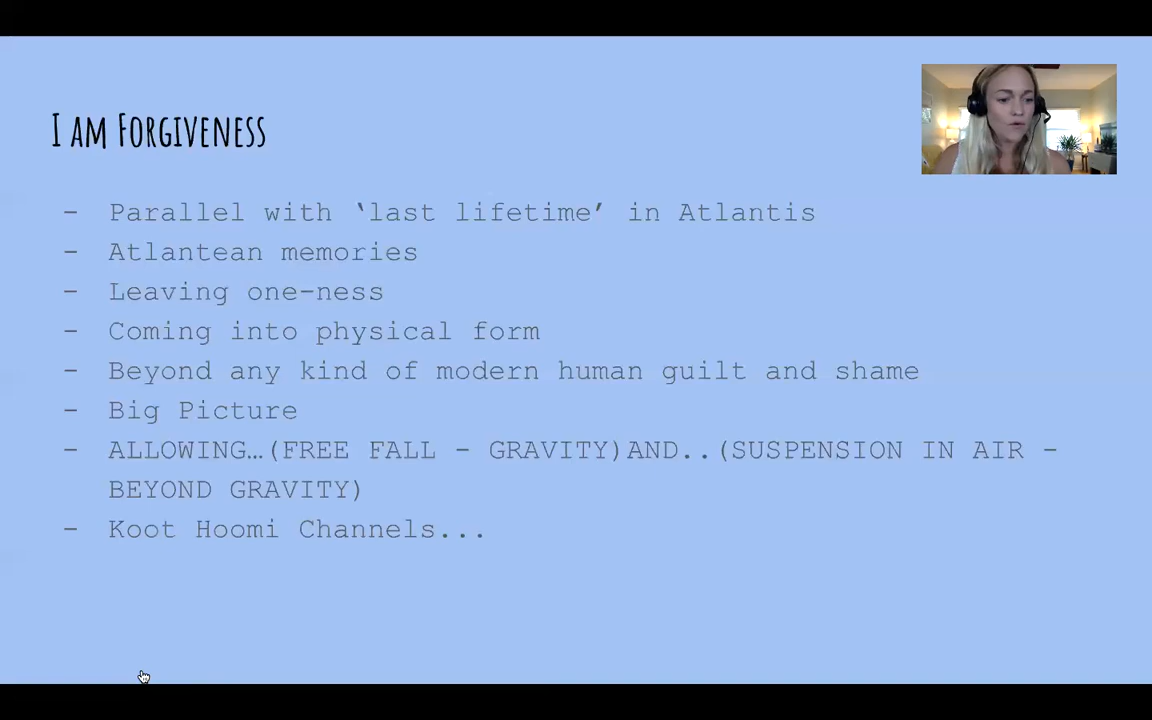 I am Forgiveness
- Parallel with ‘last lifetime’ in Atlantis
- Atlantean memories
- Leaving one-ness
- Coming into physical form
- Beyond any kind of modern human guilt and shame
- Big Picture
- ALLOWING…(FREE FALL - GRAVITY)AND..(SUSPENSION IN AIR -
BEYOND GRAVITY)
- Koot Hoomi Channels...